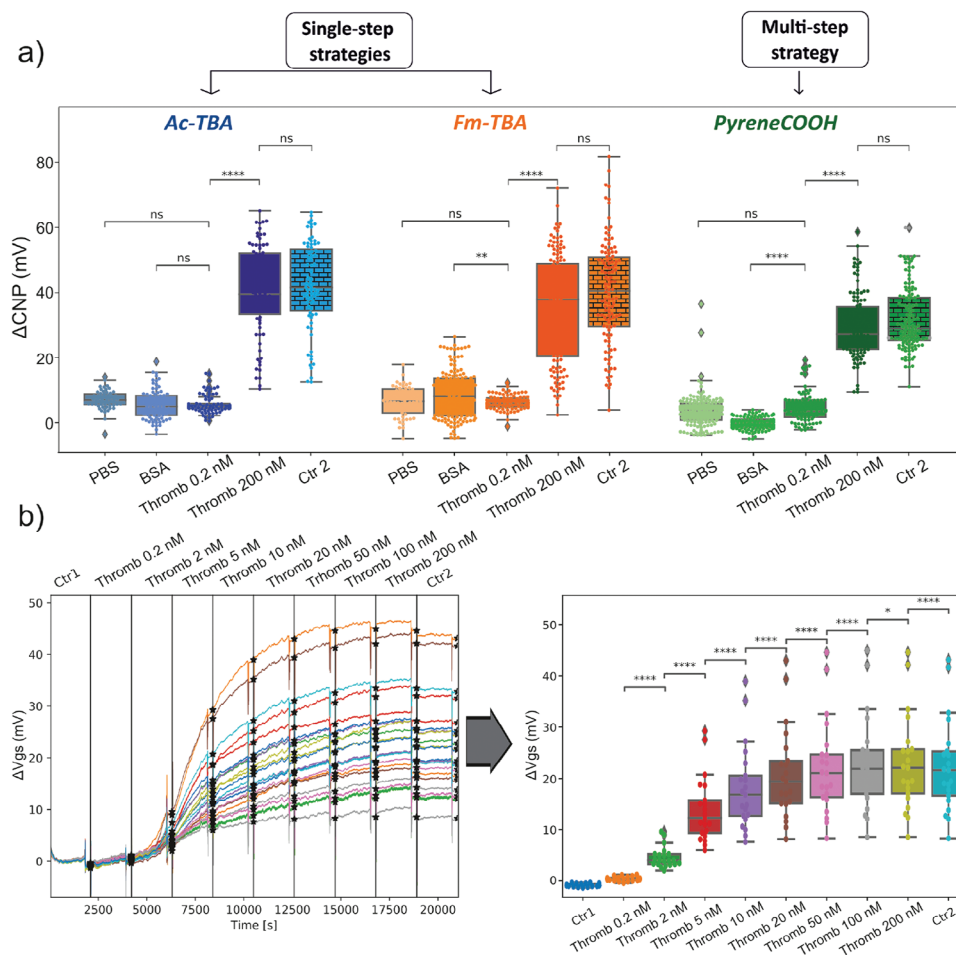 a)
Single-step
strategies
Multi-step
strategy
Ac-TBA
Fm-TBA
PyreneCOOH
ns
ns
ns
****
****
****
ns
ns
ns
ns
**
****
ΔCNP (mV)
80
60
40
20
0
PBS
BSA
Thromb 0.2 nM
Thromb 200 nM
Ctr 2
PBS
BSA
Thromb 0.2 nM
Thromb 200 nM
Ctr 2
PBS
BSA
Thromb 0.2 nM
Thromb 200 nM
Ctr 2
b)
Ctr1
Thromb 0.2 nM
Thromb 2 nM
Thromb 5 nM
Thromb 10 nM
Thromb 20 nM
Trhomb 50 nM
Thromb 100 nM
Thromb 200 nM
Ctr2
ΔVgs (mV)
50
40
30
20
10
0
2500
5000
7500
10000
12500
15000
17500
20000
Time [s]
ΔVgs (mV)
50
40
30
20
10
0
****
****
****
****
****
****
*
****
Ctr1
Thromb 0.2 nM
Thromb 2 nM
Thromb 5 nM
Thromb 10 nM
Thromb 20 nM
Thromb 50 nM
Thromb 100 nM
Thromb 200 nM
Ctr2